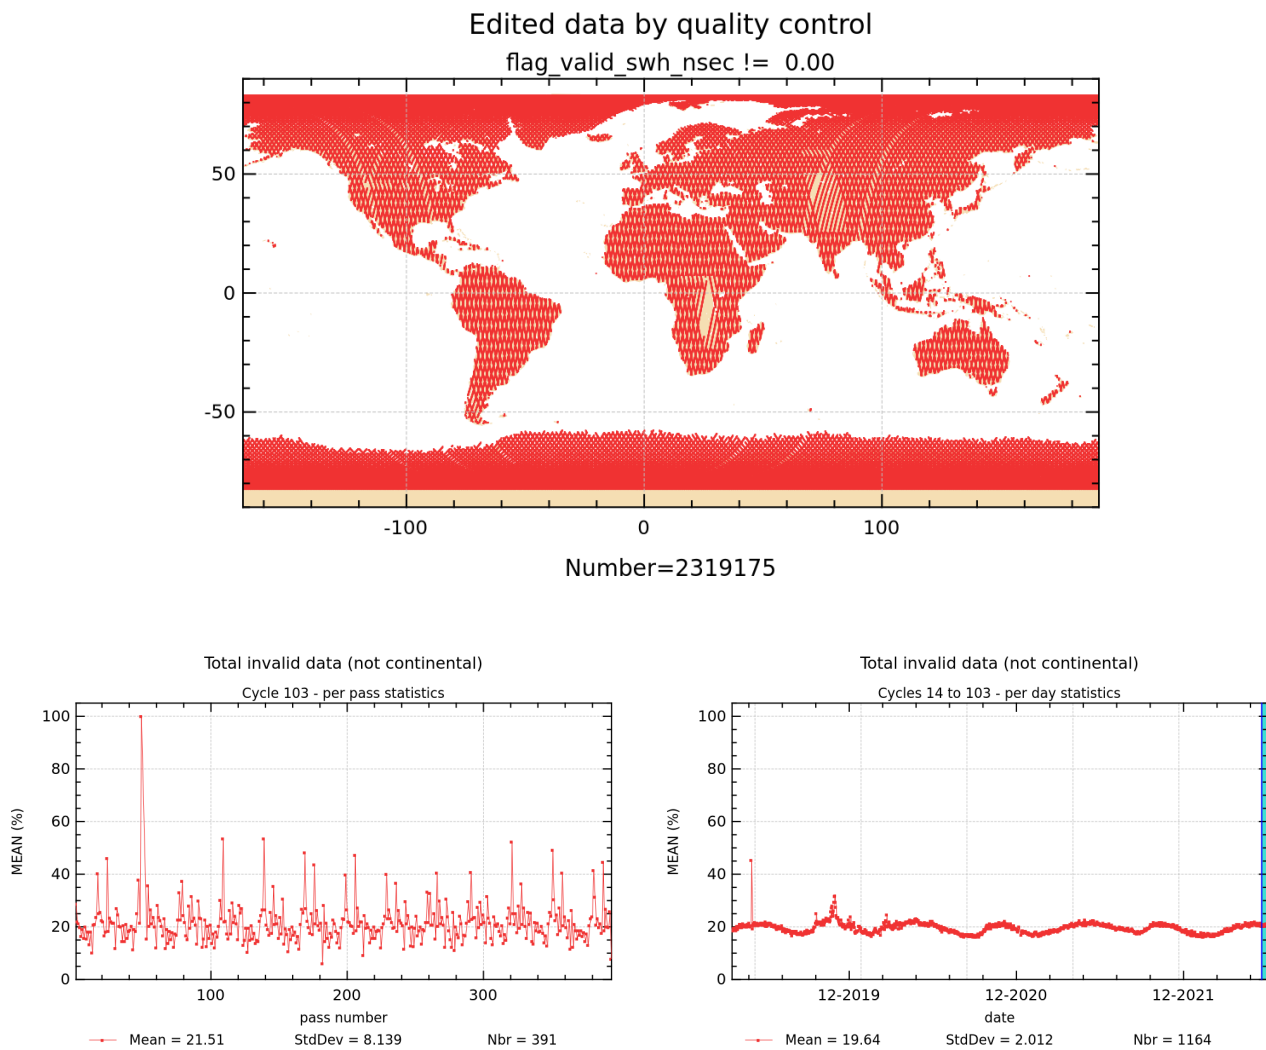 Edited data by quality control
flag_valid_swh_nsec != 0.00
50
0
-50
-100 0 100
Number=2319175
Total invalid data (not continental)
Cycle 103 - per pass statistics
MEAN (%)
100
80
60
40
20
0
100 200 300
pass number
Mean = 21.51 StdDev = 8.139 Nbr = 391
Total invalid data (not continental)
Cycles 14 to 103 - per day statistics
MEAN (%)
100
80
60
40
20
0
12-2019 12-2020 12-2021
date
Mean = 19.64 StdDev = 2.012 Nbr = 1164